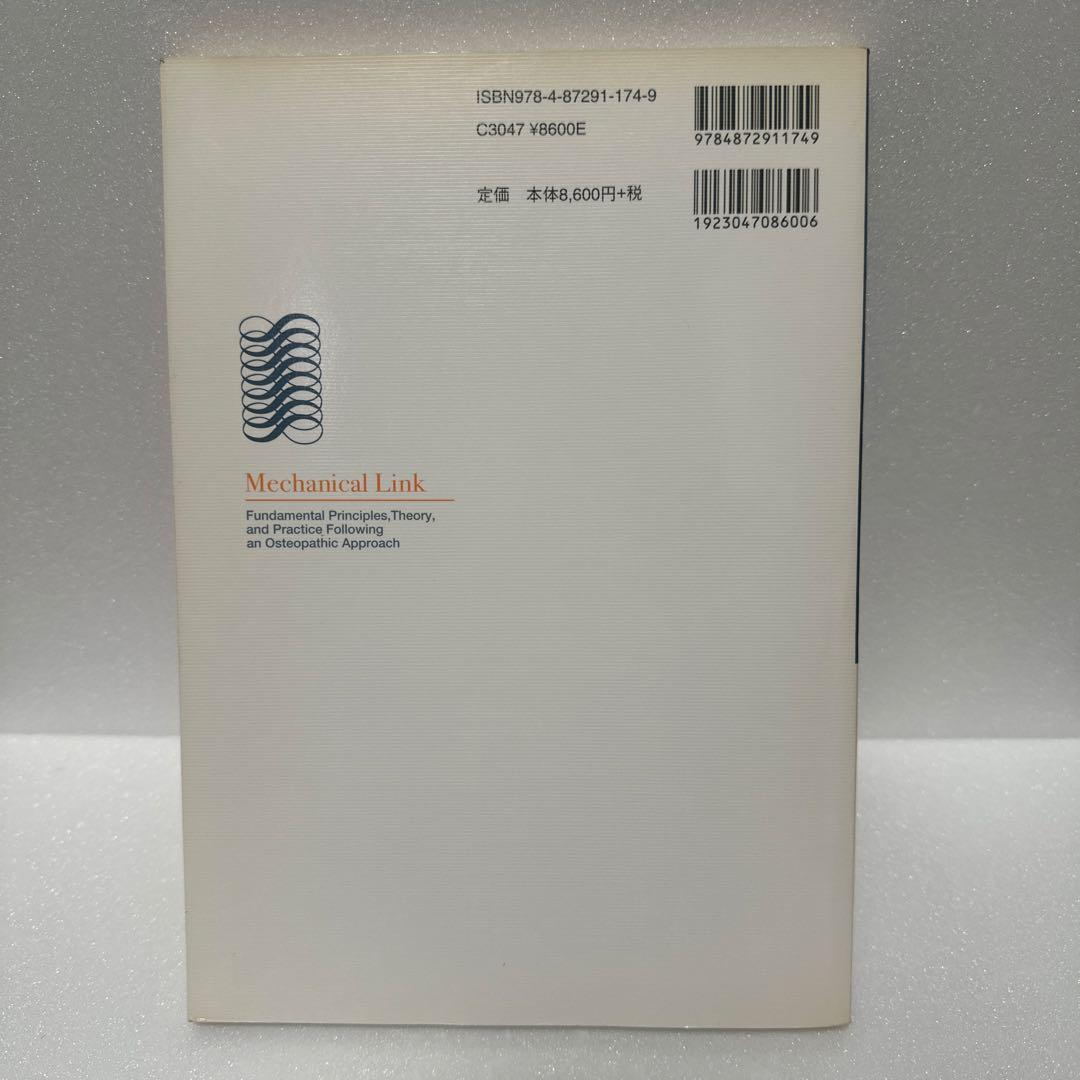 ISBN978-4-87291-174-9
C3047 ¥8600E
9784872911749
定価 本体8,600円+税
1923047086006
Mechanical Link
Fundamental Principles,Theory,
and Practice Following
an Osteopathic Approach